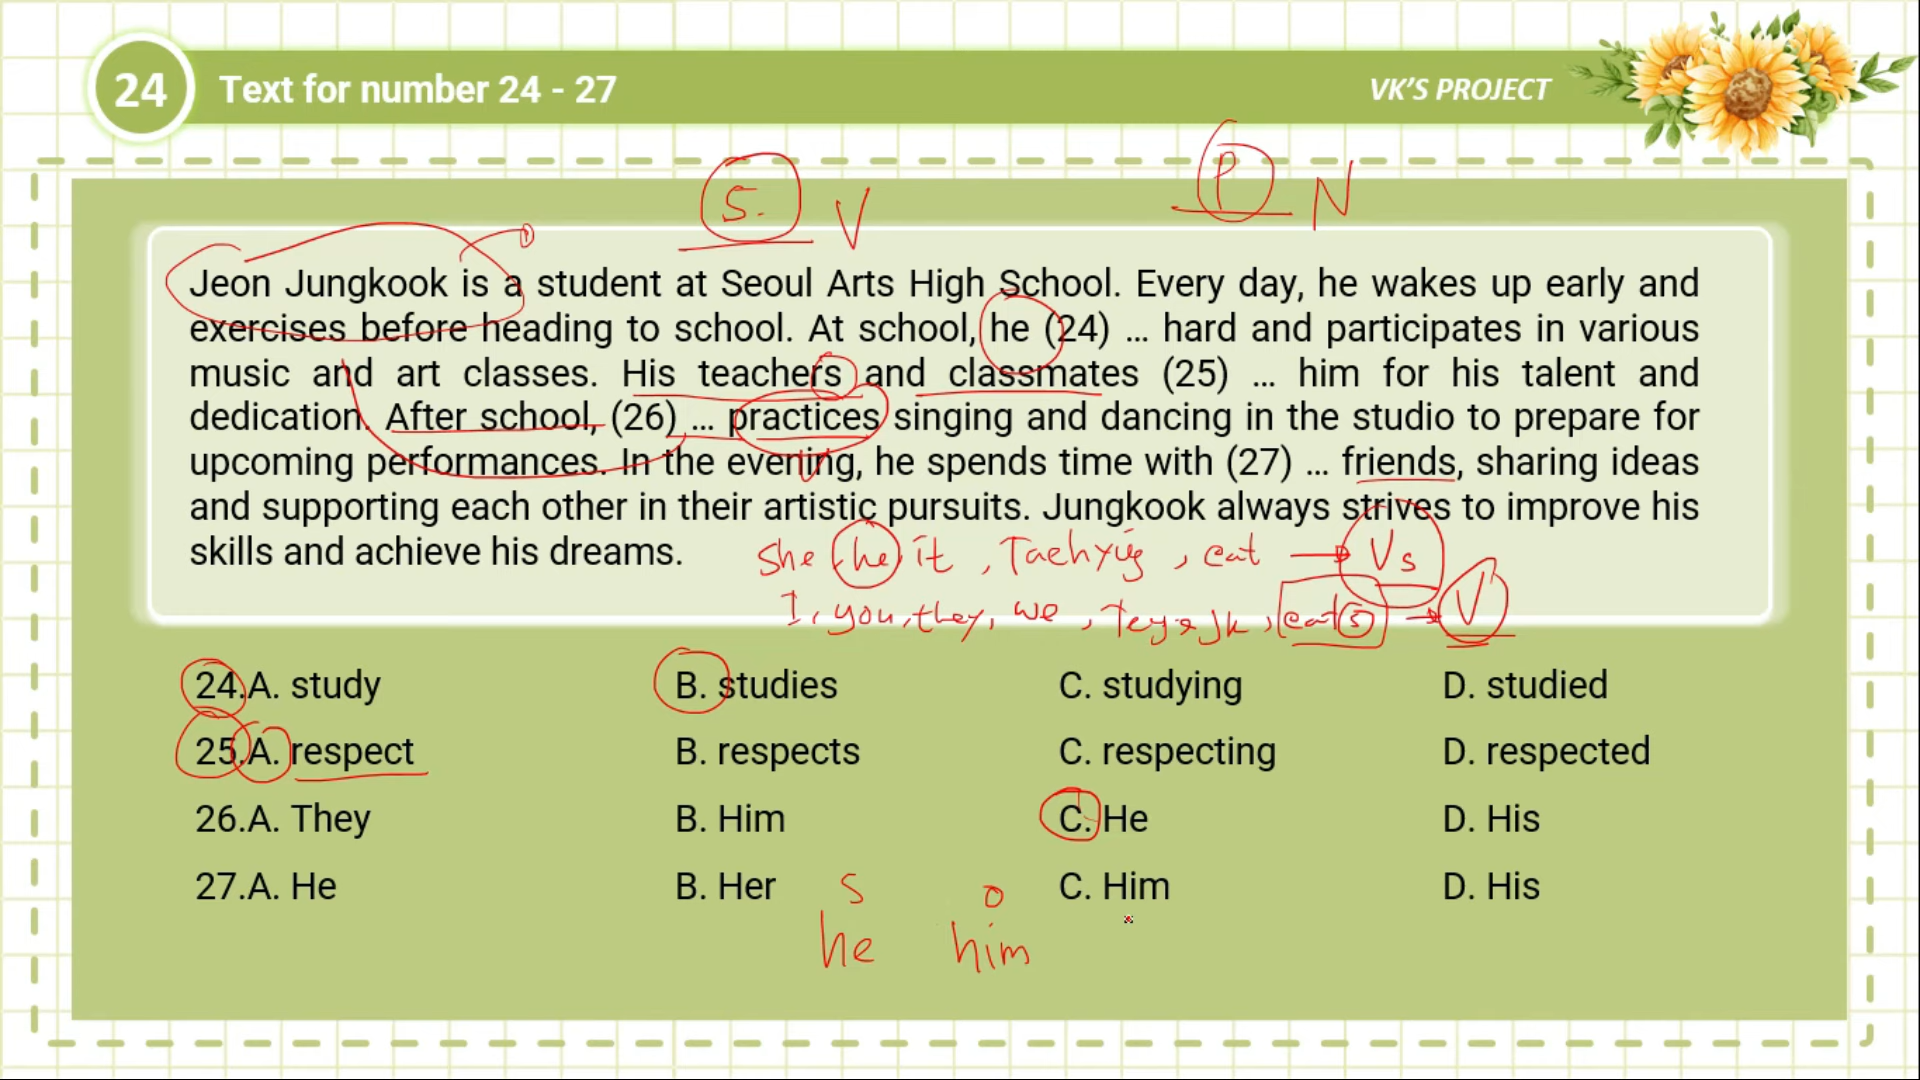 24 Text for number 24 - 27 VK'S PROJECT
S. V P N
Jeon Jungkook is a student at Seoul Arts High School. Every day, he wakes up early and
exercises before heading to school. At school, he (24) ... hard and participates in various
music and art classes. His teachers and classmates (25) ... him for his talent and
dedication. After school, (26) ... practices singing and dancing in the studio to prepare for
upcoming performances. In the evening, he spends time with (27) ... friends, sharing ideas
and supporting each other in their artistic pursuits. Jungkook always strives to improve his
skills and achieve his dreams.
She, he, it, , cat → Vs
I, you, they, we, , cats → V
24.A. study B. studies C. studying D. studied
25.A. respect B. respects C. respecting D. respected
26.A. They B. Him C. He D. His
27.A. He B. Her C. Him D. His
S O
he him